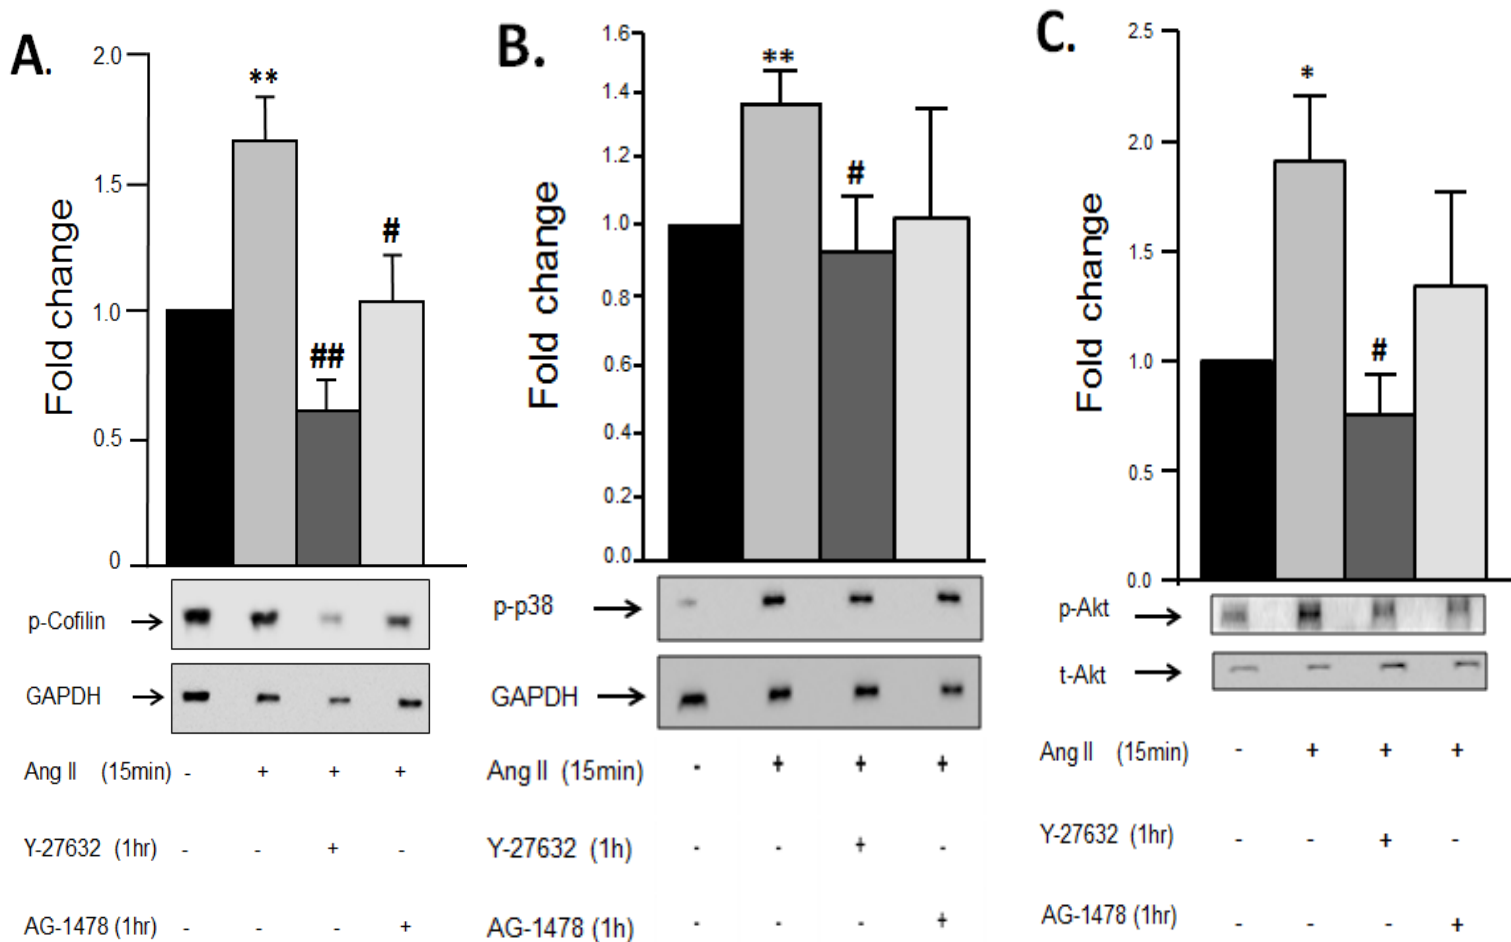 A.
Fold change
2.0
1.5
1.0
0.5
0
**
##
#
p-Cofilin
GAPDH
Ang II (15min) - + + +
Y-27632 (1hr) - - + -
AG-1478 (1hr) - - - +
B.
Fold change
1.6
1.4
1.2
1.0
0.8
0.6
0.4
0.2
0.0
**
#
p-p38
GAPDH
Ang II (15min) - + + +
Y-27632 (1h) - - + -
AG-1478 (1h) - - - +
C.
Fold change
2.5
2.0
1.5
1.0
0.5
0.0
*
#
p-Akt
t-Akt
Ang II (15min) - + + +
Y-27632 (1hr) - - + -
AG-1478 (1hr) - - - +